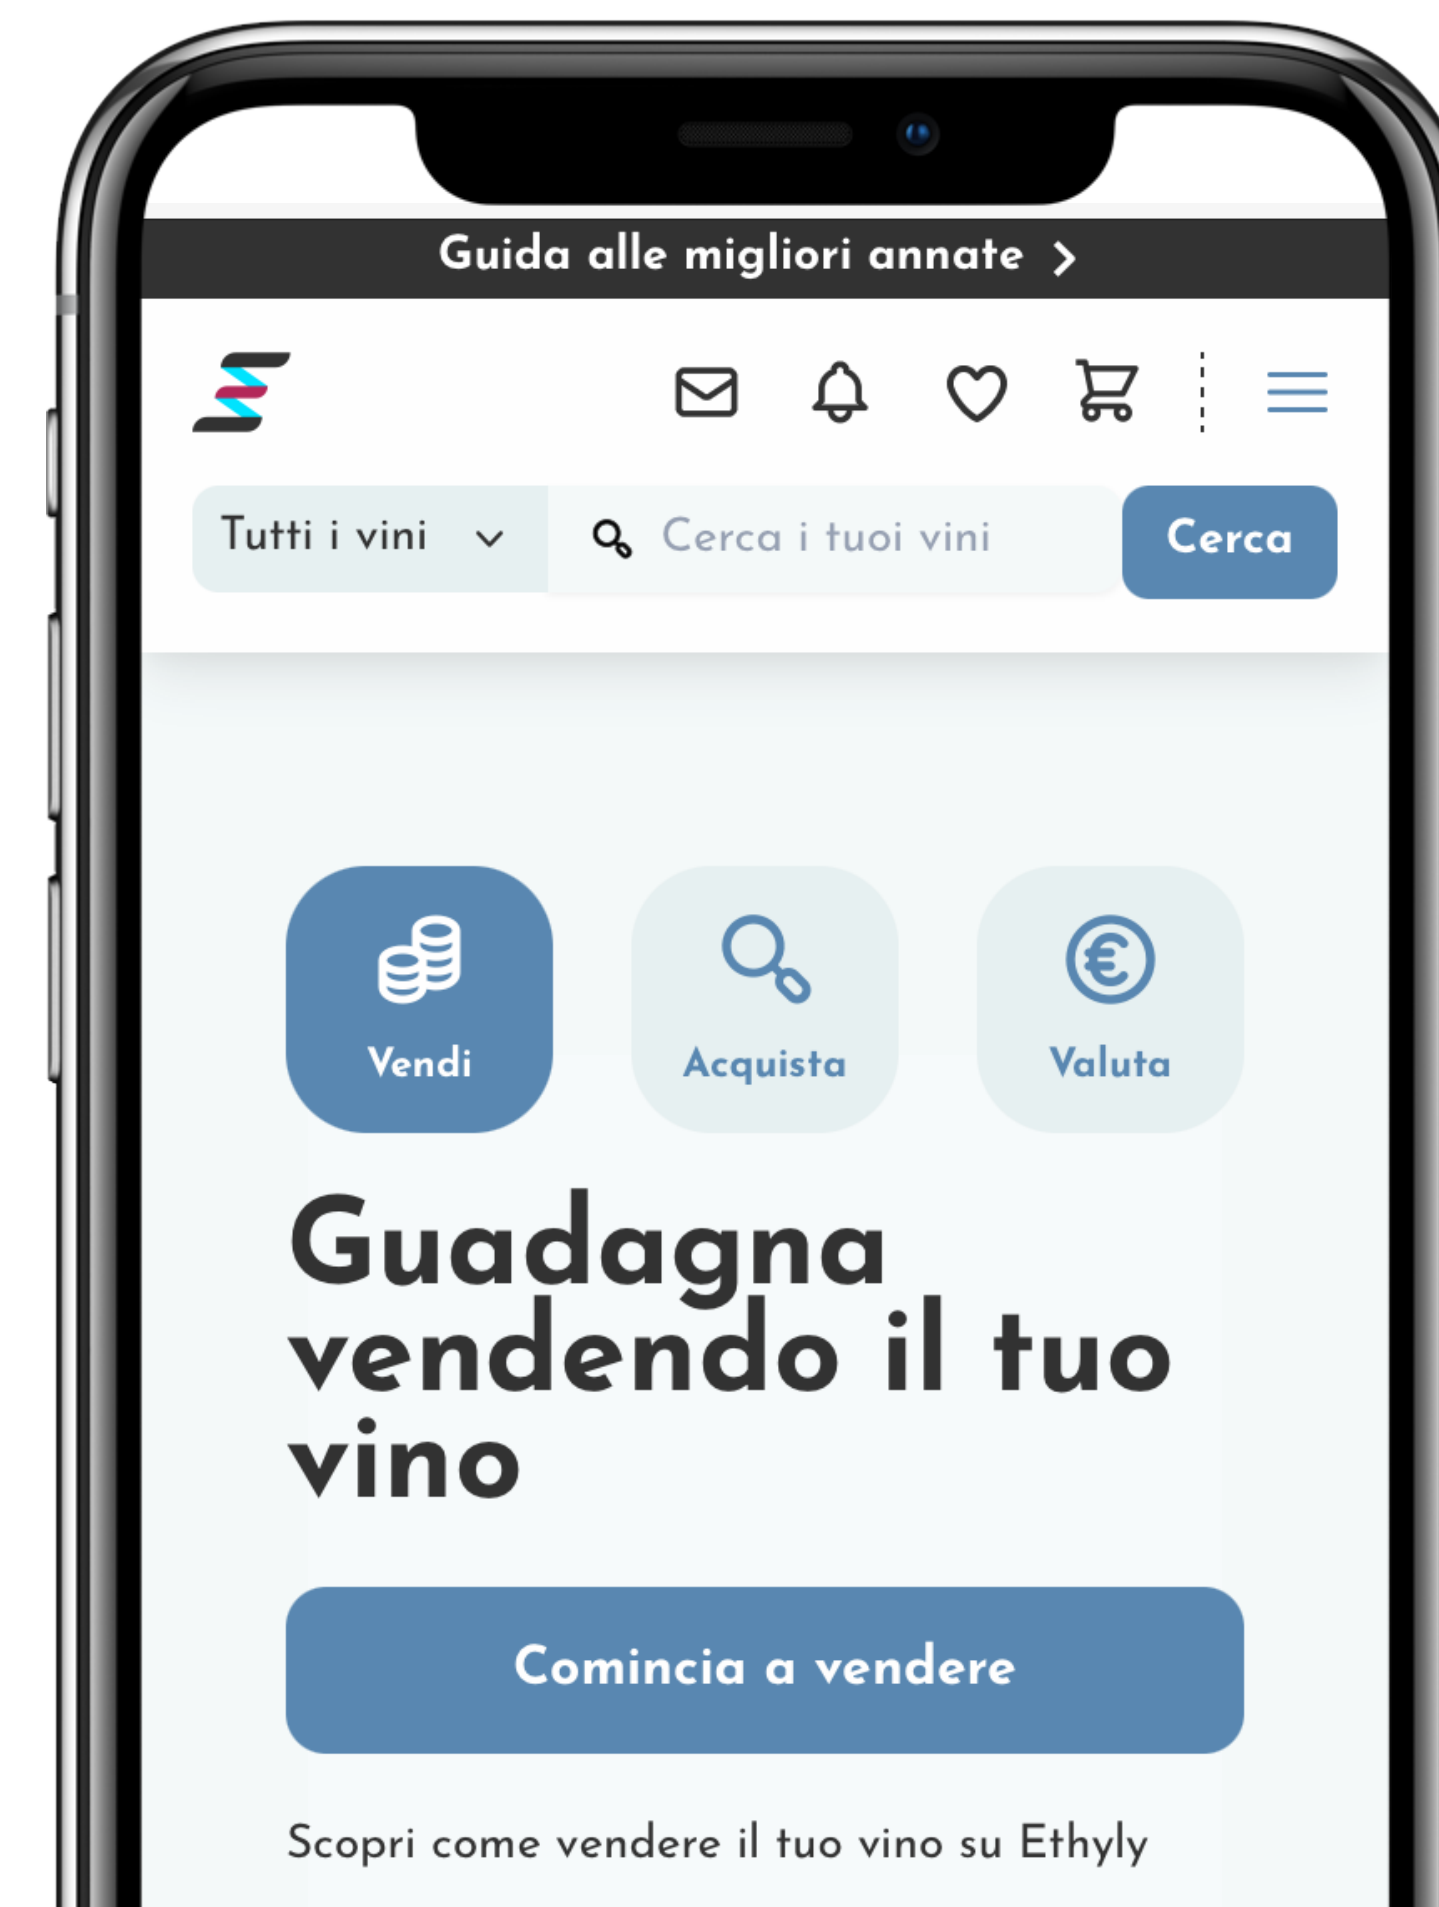 Guida alle migliori annate
Tutti i vini
Cerca i tuoi vini
Cerca
Vendi
Acquista
Valuta
Guadagna
vendendo il tuo
vino
Comincia a vendere
Scopri come vendere il tuo vino su Ethyly